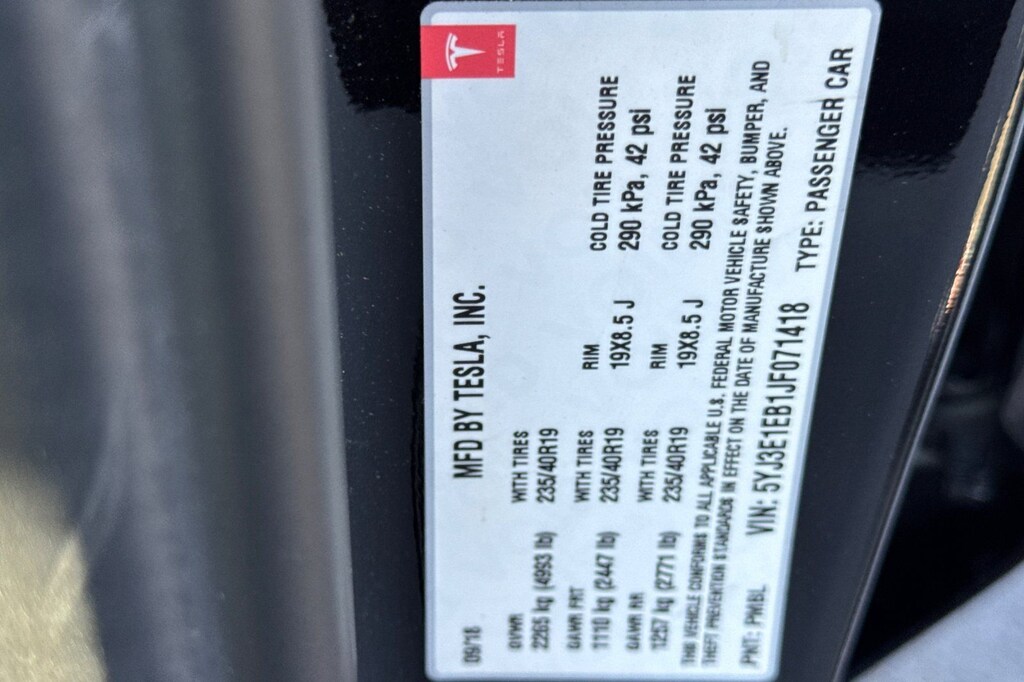 TESLA
MFD BY TESLA, INC.
09/18
GVWR WITH TIRES
2265 kg (4993 lb) 235/40R19
GAWR FRT WITH TIRES RIM COLD TIRE PRESSURE
1110 kg (2447 lb) 235/40R19 19X8.5 J 290 kPa, 42 psi
GAWR RR WITH TIRES RIM COLD TIRE PRESSURE
1257 kg (2771 lb) 235/40R19 19X8.5 J 290 kPa, 42 psi
THIS VEHICLE CONFORMS TO ALL APPLICABLE U.S. FEDERAL MOTOR VEHICLE SAFETY, BUMPER, AND
THEFT PREVENTION STANDARDS IN EFFECT ON THE DATE OF MANUFACTURE SHOWN ABOVE.
PNT: PMBL VIN: 5YJ3E1EB1JF071418 TYPE: PASSENGER CAR